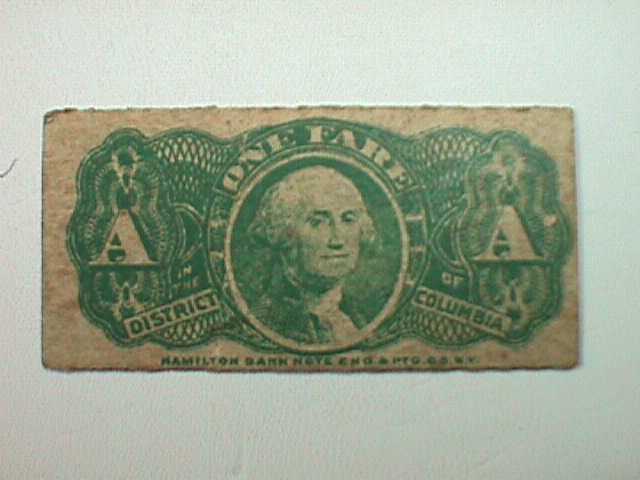 ONE FARE
A A
IN THE OF
DISTRICT COLUMBIA
HAMILTON BANK NOTE ENG. & PTG. CO. N.Y.